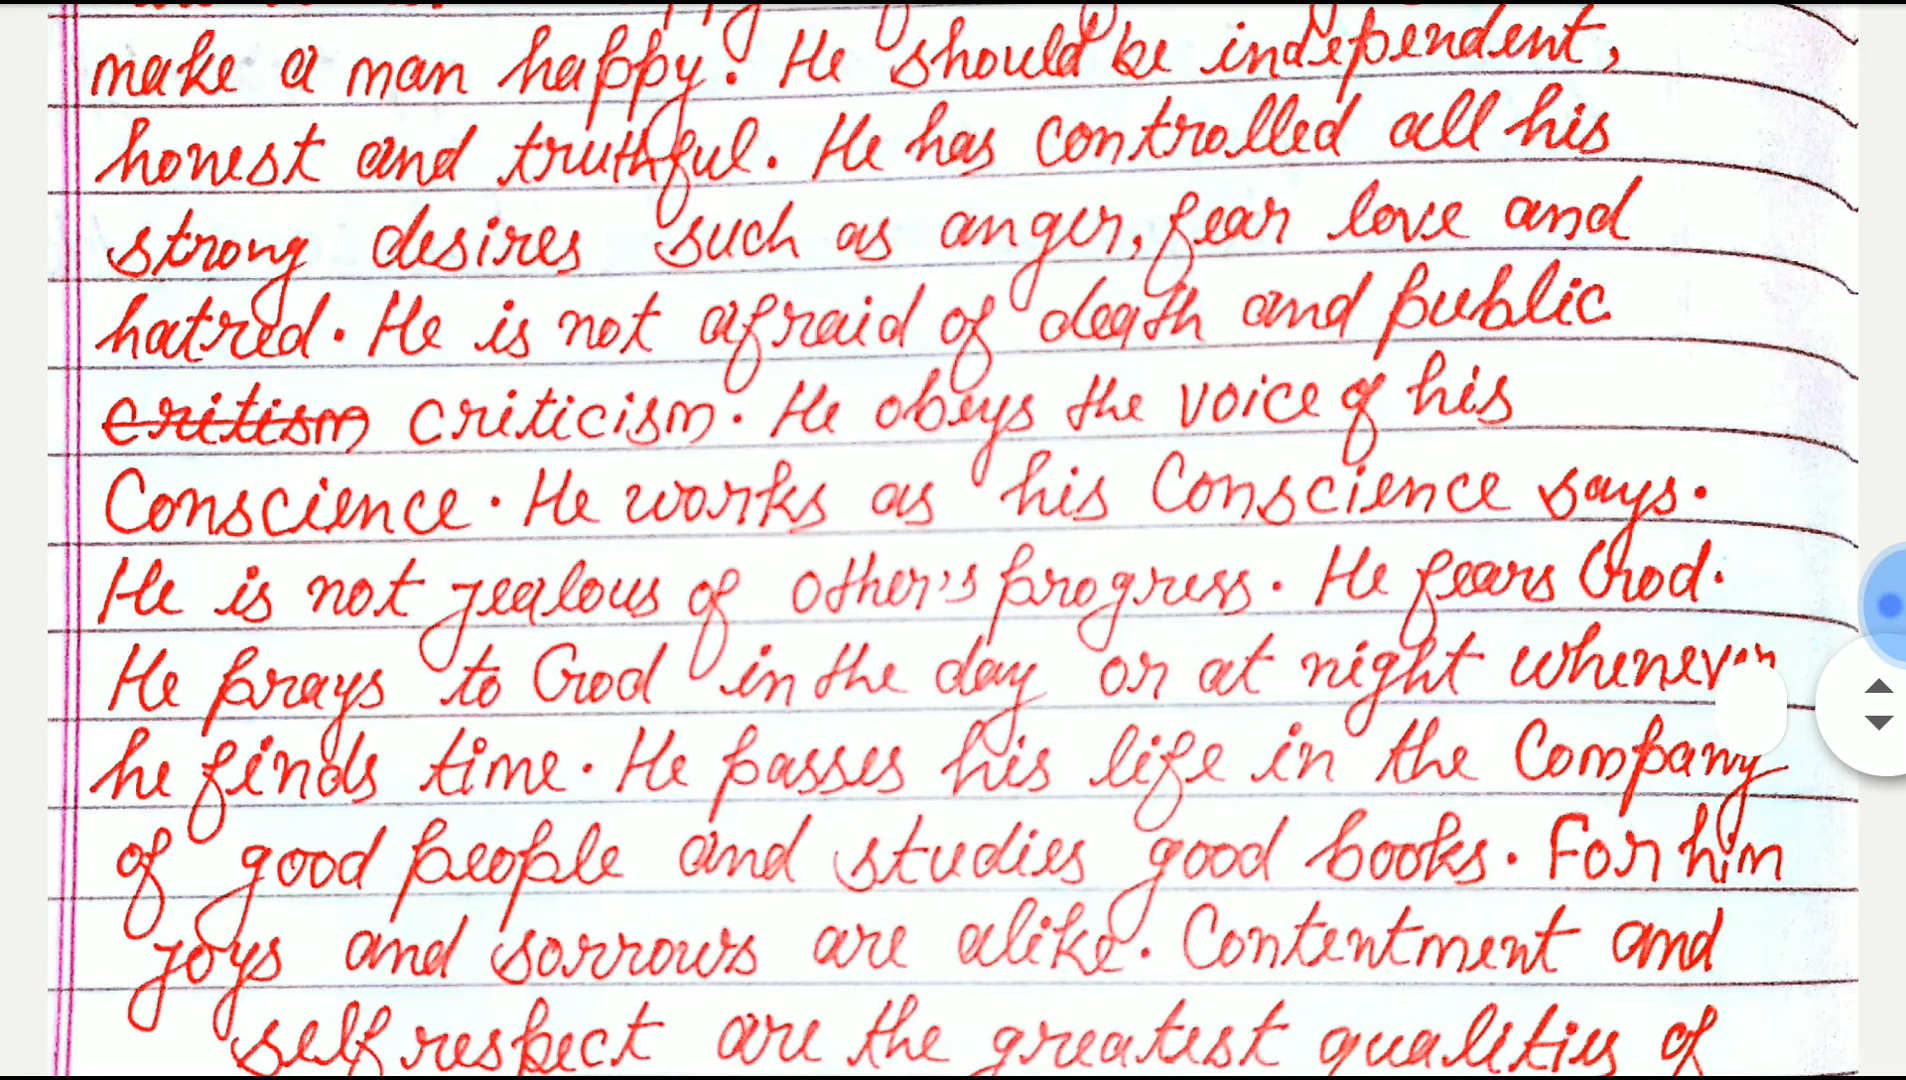 make a man happy. He should be independent,
honest and truthful. He has controlled all his
strong desires such as anger, fear love and
hatred. He is not afraid of death and public
critism criticism. He obeys the voice of his
Conscience. He works as his Conscience says.
He is not jealous of other's progress. He fears God.
He prays to God in the day or at night whenever
he finds time. He passes his life in the Company
of good people and studies good books. For him
joys and sorrows are alike. Contentment and
self respect are the greatest qualities of